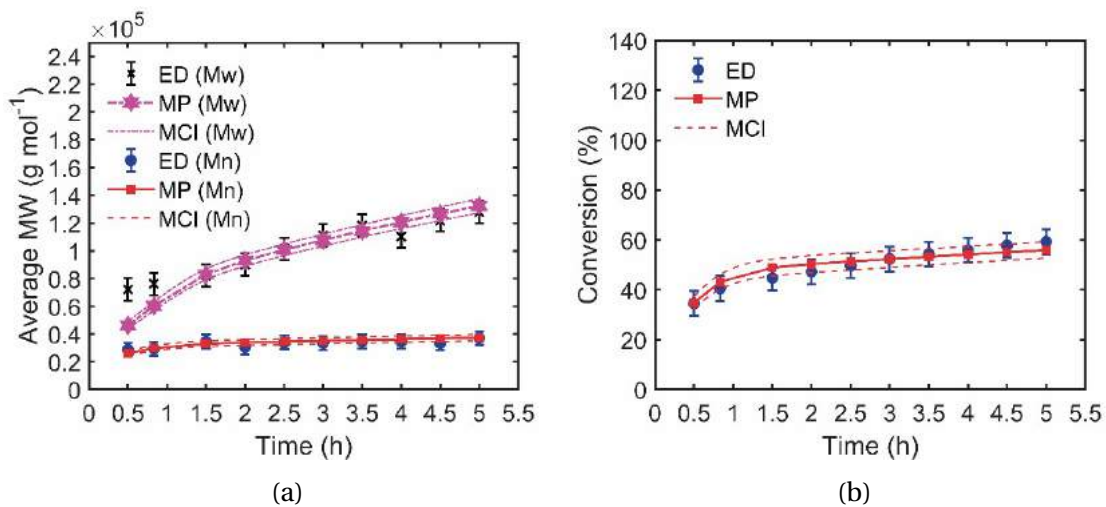 ×10⁵
2.4
2.2
2
1.8
1.6
1.4
1.2
1
0.8
0.6
0.4
0.2
0
Average MW (g mol⁻¹)
ED (Mw)
MP (Mw)
MCI (Mw)
ED (Mn)
MP (Mn)
MCI (Mn)
0 0.5 1 1.5 2 2.5 3 3.5 4 4.5 5 5.5
Time (h)
(a)
140
120
100
80
60
40
20
0
Conversion (%)
ED
MP
MCI
0 0.5 1 1.5 2 2.5 3 3.5 4 4.5 5 5.5
Time (h)
(b)